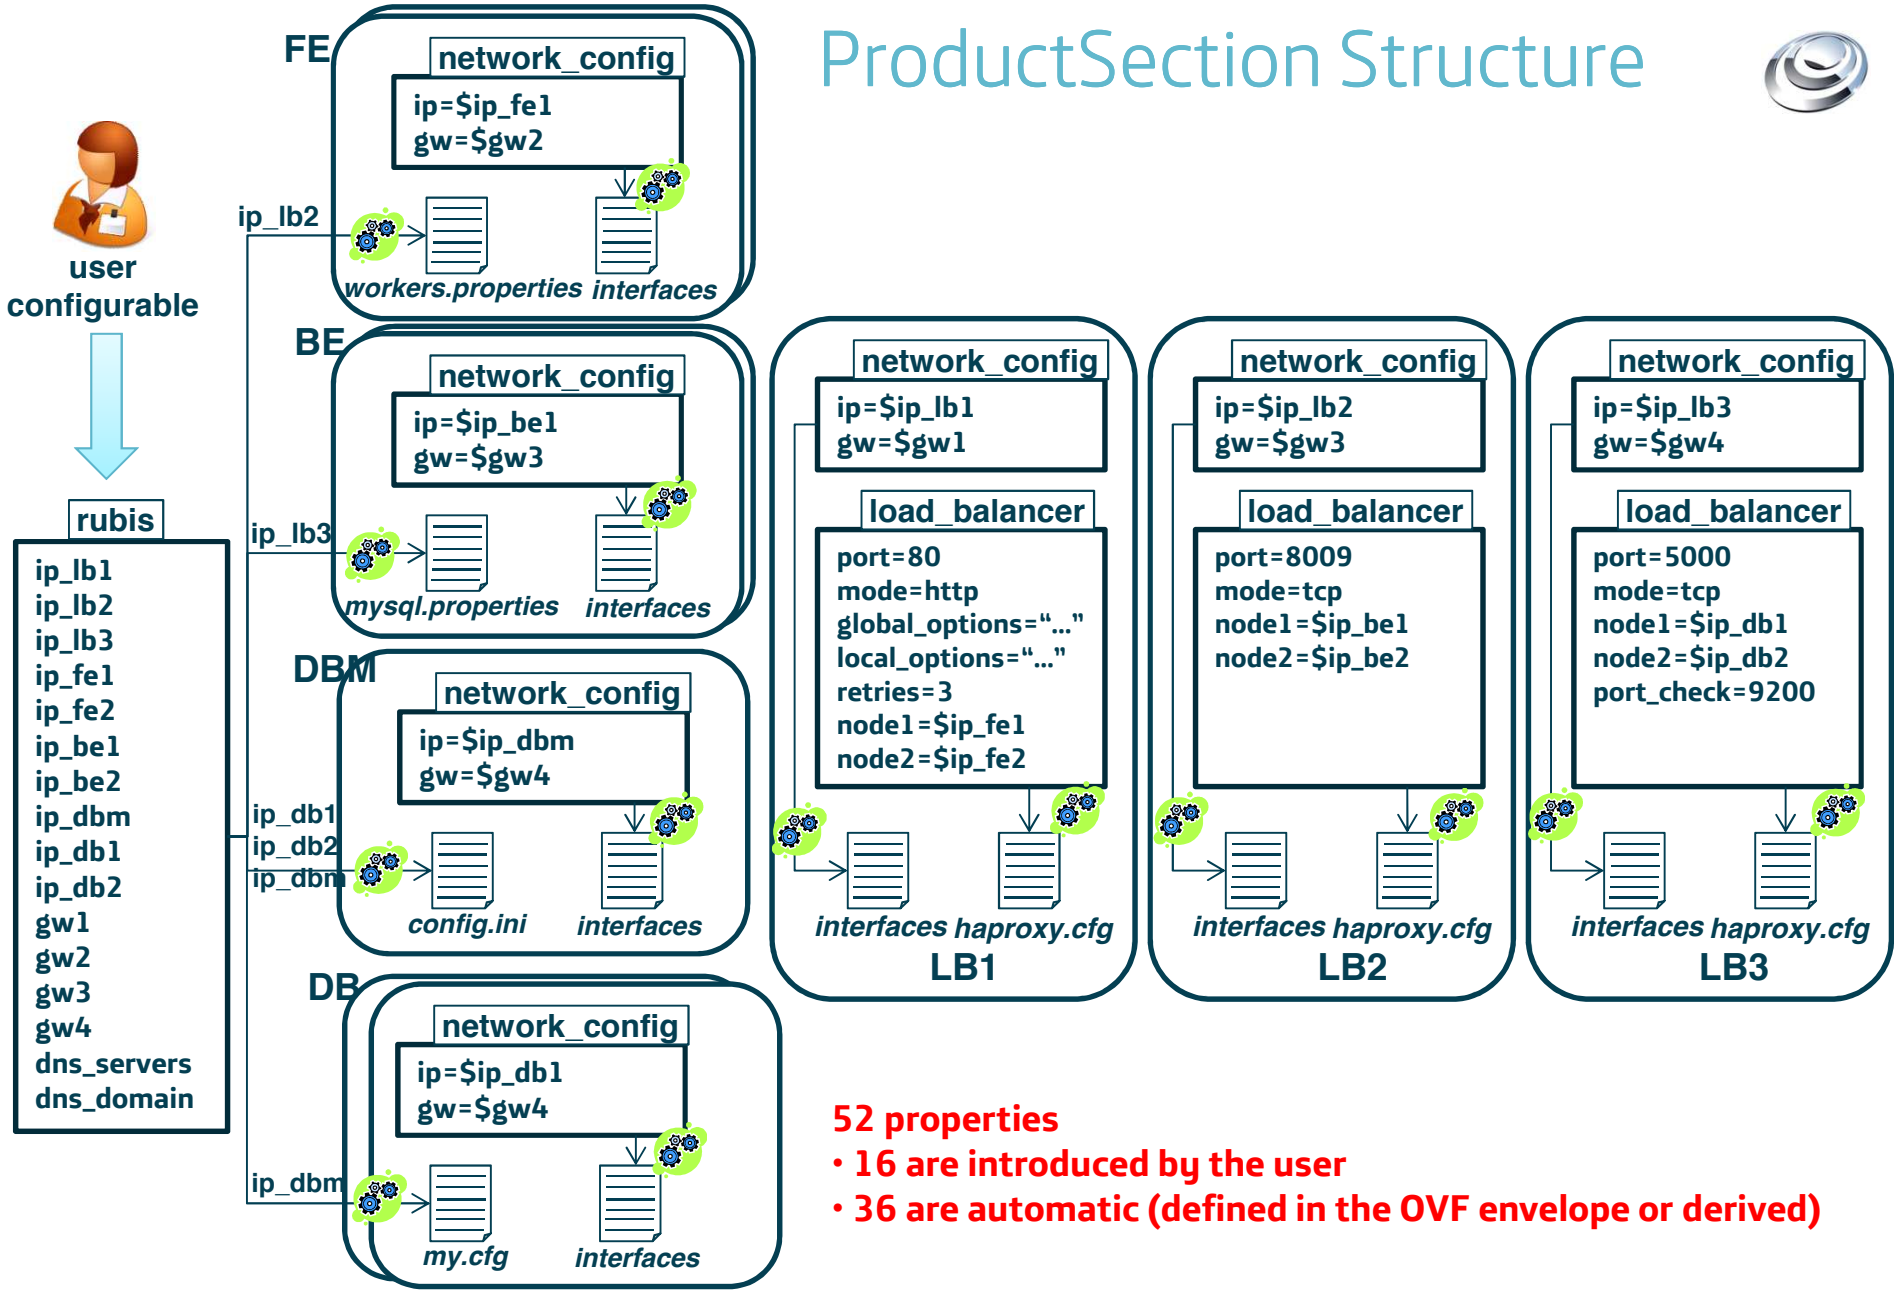 ProductSection Structure
user
configurable
rubis
ip_lb1
ip_lb2
ip_lb3
ip_fe1
ip_fe2
ip_be1
ip_be2
ip_dbm
ip_db1
ip_db2
gw1
gw2
gw3
gw4
dns_servers
dns_domain
FE
network_config
ip=$ip_fe1
gw=$gw2
ip_lb2
workers.properties
interfaces
BE
network_config
ip=$ip_be1
gw=$gw3
ip_lb3
mysql.properties
interfaces
DBM
network_config
ip=$ip_dbm
gw=$gw4
ip_db1
ip_db2
ip_dbm
config.ini
interfaces
DB
network_config
ip=$ip_db1
gw=$gw4
ip_dbm
my.cfg
interfaces
network_config
ip=$ip_lb1
gw=$gw1
load_balancer
port=80
mode=http
global_options=“...”
local_options=“...”
retries=3
node1=$ip_fe1
node2=$ip_fe2
interfaces
haproxy.cfg
LB1
network_config
ip=$ip_lb2
gw=$gw3
load_balancer
port=8009
mode=tcp
node1=$ip_be1
node2=$ip_be2
interfaces
haproxy.cfg
LB2
network_config
ip=$ip_lb3
gw=$gw4
load_balancer
port=5000
mode=tcp
node1=$ip_db1
node2=$ip_db2
port_check=9200
interfaces
haproxy.cfg
LB3
52 properties
• 16 are introduced by the user
• 36 are automatic (defined in the OVF envelope or derived)